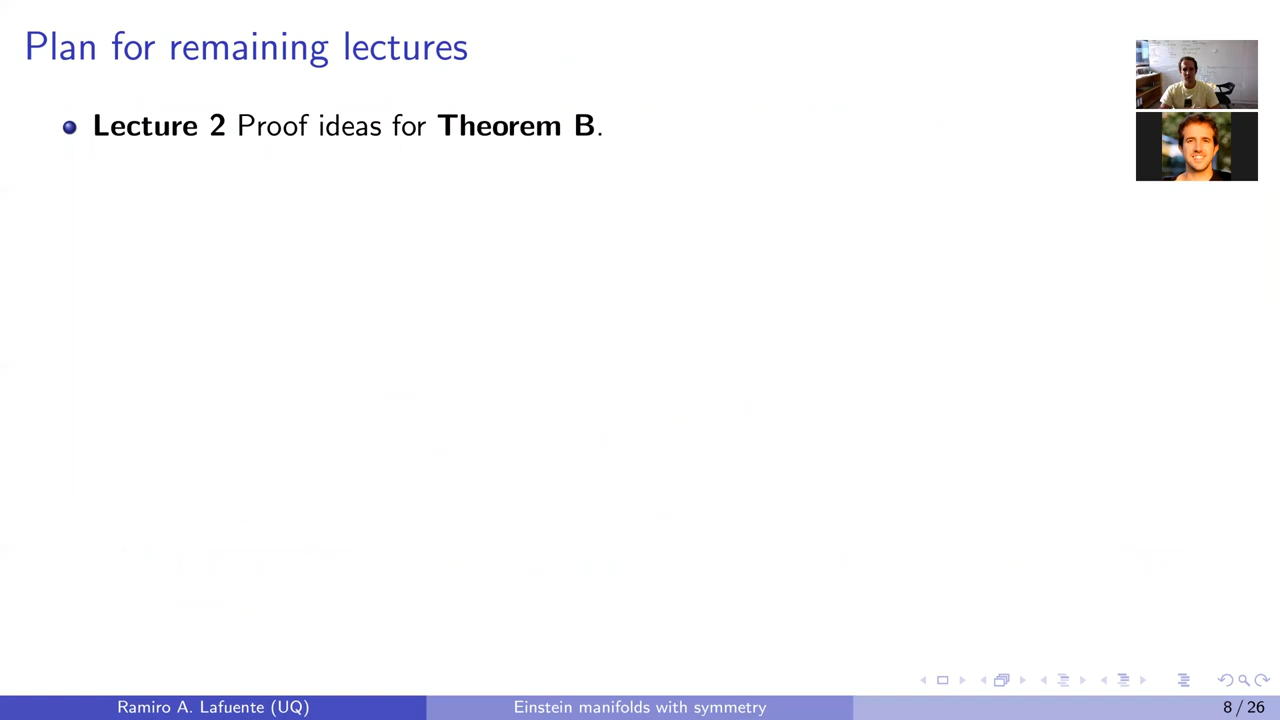 Plan for remaining lectures
Lecture 2 Proof ideas for Theorem B.
Ramiro A. Lafuente (UQ)
Einstein manifolds with symmetry
8 / 26